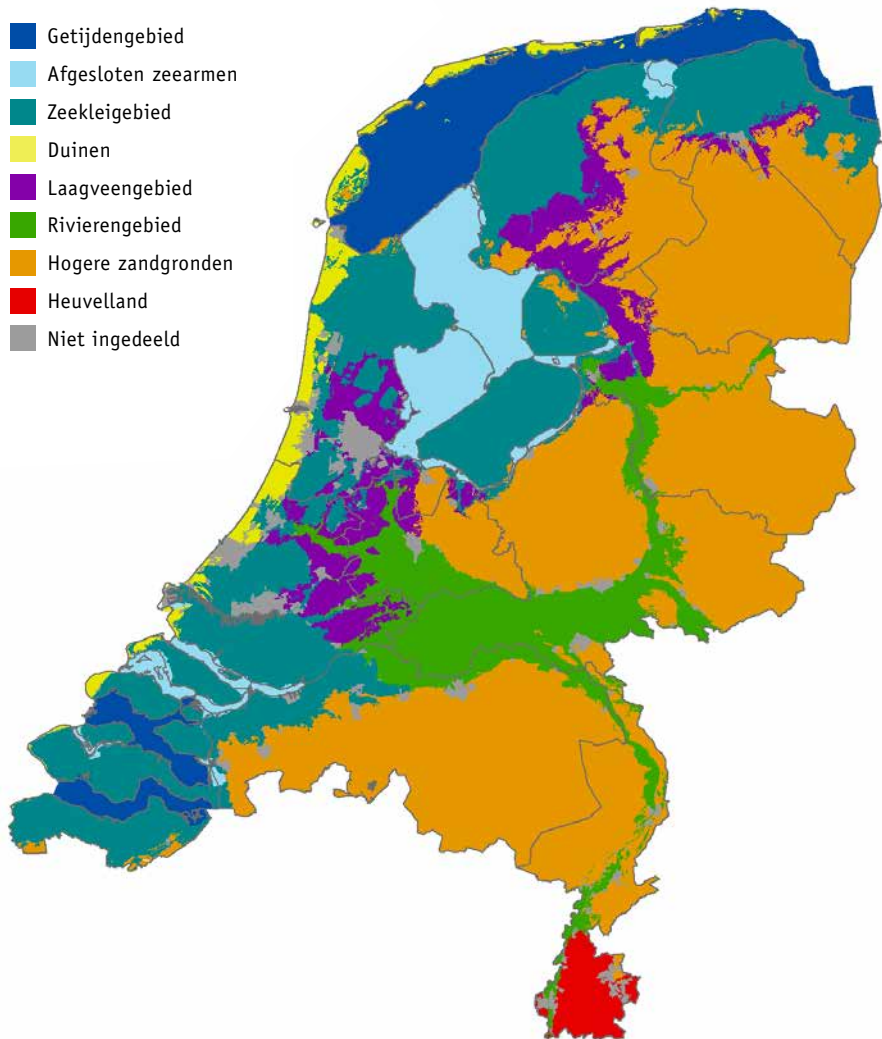 Getijdengebied
Afgesloten zeearmen
Zeekleigebied
Duinen
Laagveengebied
Rivierengebied
Hogere zandgronden
Heuvelland
Niet ingedeeld